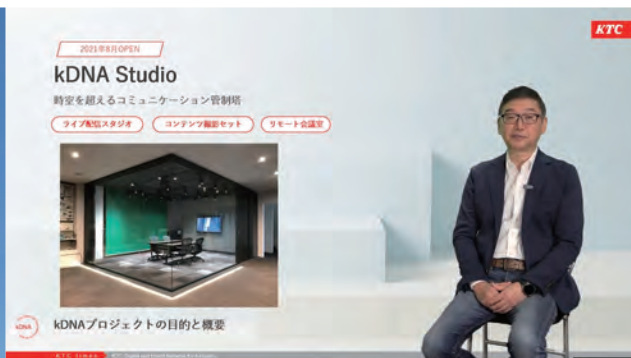 KTC
2021年8月OPEN
kDNA Studio
時空を超えるコミュニケーション管制塔
ライブ配信スタジオ
コンテンツ撮影セット
リモート会議室
kDNA
kDNAプロジェクトの目的と概要
KTC TIMES